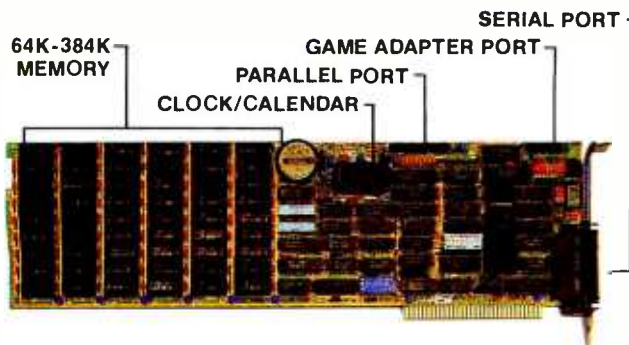 SERIAL PORT
64K-384K
MEMORY
GAME ADAPTER PORT
PARALLEL PORT
CLOCK/CALENDAR